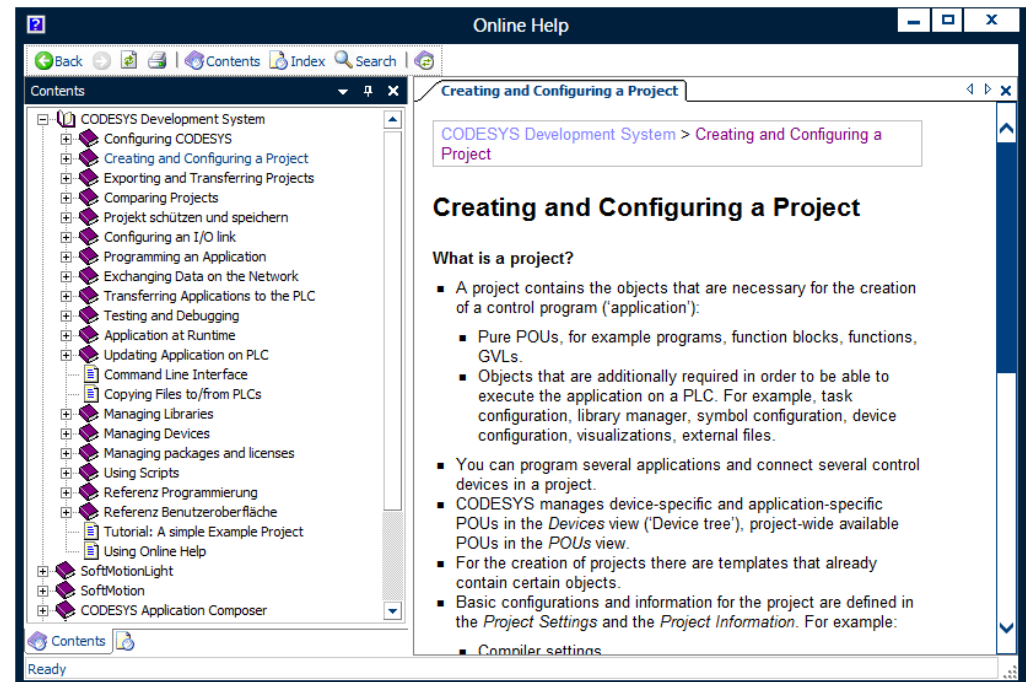 Online Help
Back Contents Index Search
Contents
CODESYS Development System
Configuring CODESYS
Creating and Configuring a Project
Exporting and Transferring Projects
Comparing Projects
Projekt schützen und speichern
Configuring an I/O link
Programming an Application
Exchanging Data on the Network
Transferring Applications to the PLC
Testing and Debugging
Application at Runtime
Updating Application on PLC
Command Line Interface
Copying Files to/from PLCs
Managing Libraries
Managing Devices
Managing packages and licenses
Using Scripts
Referenz Programmierung
Referenz Benutzeroberfläche
Tutorial: A simple Example Project
Using Online Help
SoftMotionLight
SoftMotion
CODESYS Application Composer
Contents
Creating and Configuring a Project
CODESYS Development System > Creating and Configuring a
Project
Creating and Configuring a Project
What is a project?
▪ A project contains the objects that are necessary for the creation
of a control program (‘application’):
▪ Pure POUs, for example programs, function blocks, functions,
GVLs.
▪ Objects that are additionally required in order to be able to
execute the application on a PLC. For example, task
configuration, library manager, symbol configuration, device
configuration, visualizations, external files.
▪ You can program several applications and connect several control
devices in a project.
▪ CODESYS manages device-specific and application-specific
POUs in the Devices view (‘Device tree’), project-wide available
POUs in the POUs view.
▪ For the creation of projects there are templates that already
contain certain objects.
▪ Basic configurations and information for the project are defined in
the Project Settings and the Project Information. For example:
▪ Compiler settings
Ready